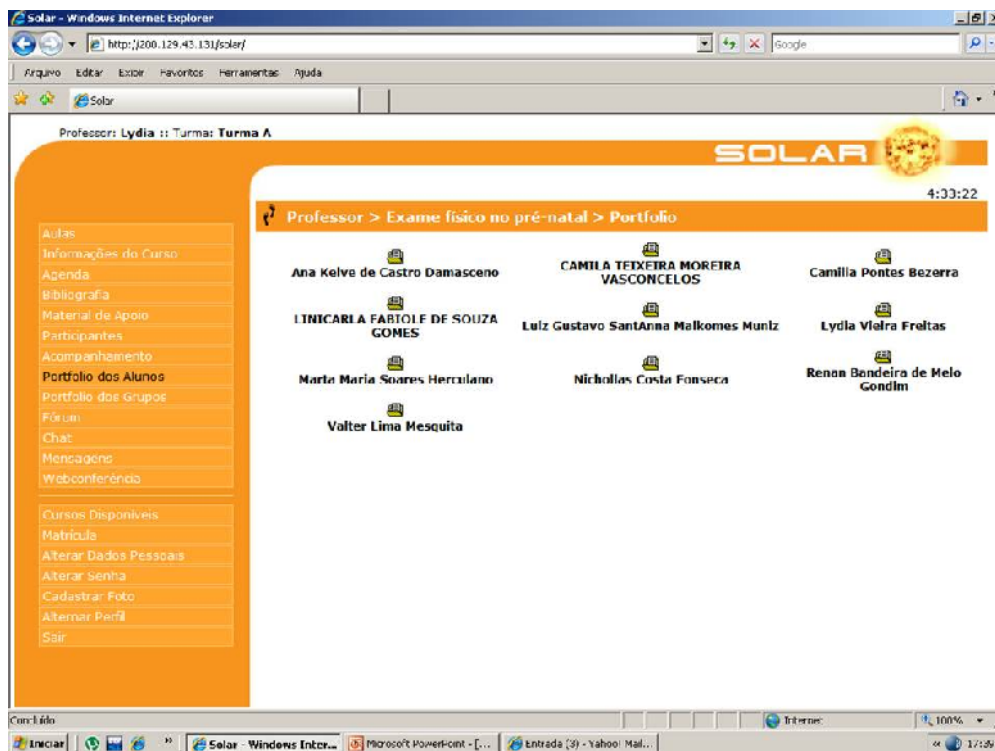 Solar - Windows Internet Explorer
http://200.129.43.131/solar/
Google
Arquivo Editar Exibir Favoritos Ferramentas Ajuda
Solar
Professor: Lydia :: Turma: Turma A
SOLAR
4:33:22
Professor > Exame físico no pré-natal > Portfolio
Aulas
Informações do Curso
Agenda
Bibliografia
Material de Apoio
Participantes
Acompanhamento
Portfolio dos Alunos
Portfolio dos Grupos
Fórum
Chat
Mensagens
Webconferência
Cursos Disponíveis
Matrícula
Alterar Dados Pessoais
Alterar Senha
Cadastrar Foto
Alternar Perfil
Sair
Ana Kelve de Castro Damasceno
CAMILA TEIXEIRA MOREIRA
VASCONCELOS
Camilla Pontes Bezerra
LINICARLA FABIOLE DE SOUZA
GOMES
Luiz Gustavo SantAnna Malkomes Muniz
Lydia Vieira Freitas
Marta Maria Soares Herculano
Nichollas Costa Fonseca
Renan Bandeira de Melo
Gondim
Valter Lima Mesquita
Concluído
Internet
100%
Iniciar
Solar - Windows Inter...
Microsoft PowerPoint - [...
Entrada (3) - Yahoo! Mail...
17:39